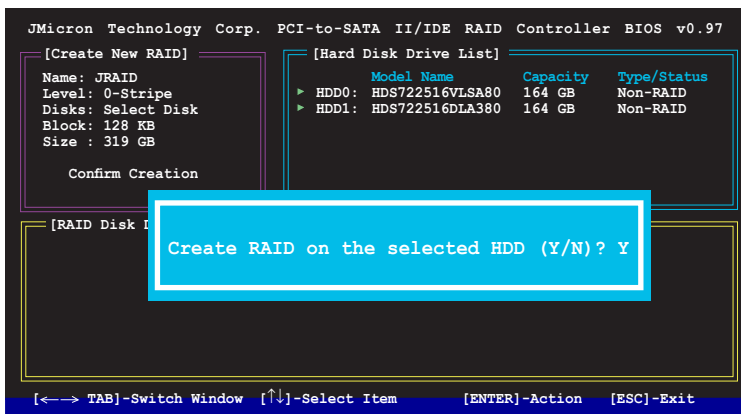 JMicron Technology Corp. PCI-to-SATA II/IDE RAID Controller BIOS v0.97
[Create New RAID]
Name: JRAID
Level: 0-Stripe
Disks: Select Disk
Block: 128 KB
Size : 319 GB
Confirm Creation
[Hard Disk Drive List]
Model Name Capacity Type/Status
HDD0: HDS722516VLSA80 164 GB Non-RAID
HDD1: HDS722516DLA380 164 GB Non-RAID
[RAID Disk
Create RAID on the selected HDD (Y/N)? Y
[←—→ TAB]-Switch Window [↑↓]-Select Item [ENTER]-Action [ESC]-Exit